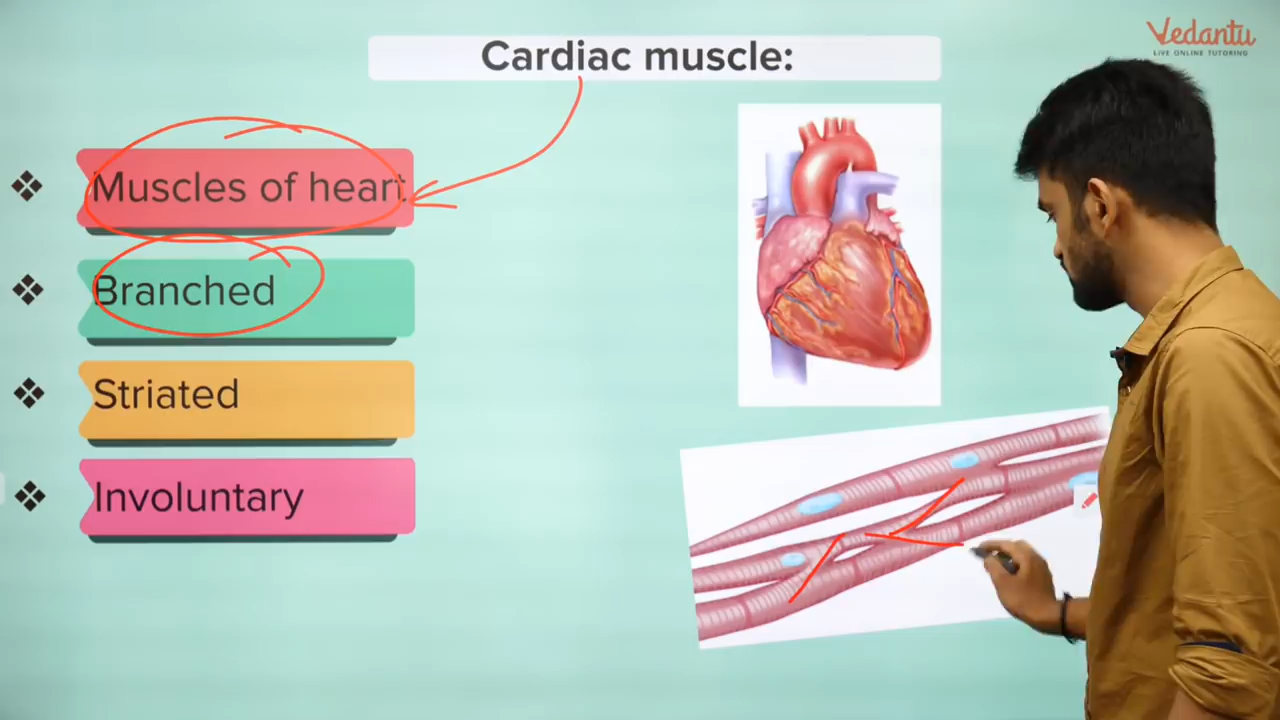 Vedantu
LIVE ONLINE TUTORING
Cardiac muscle:
Muscles of heart
Branched
Striated
Involuntary